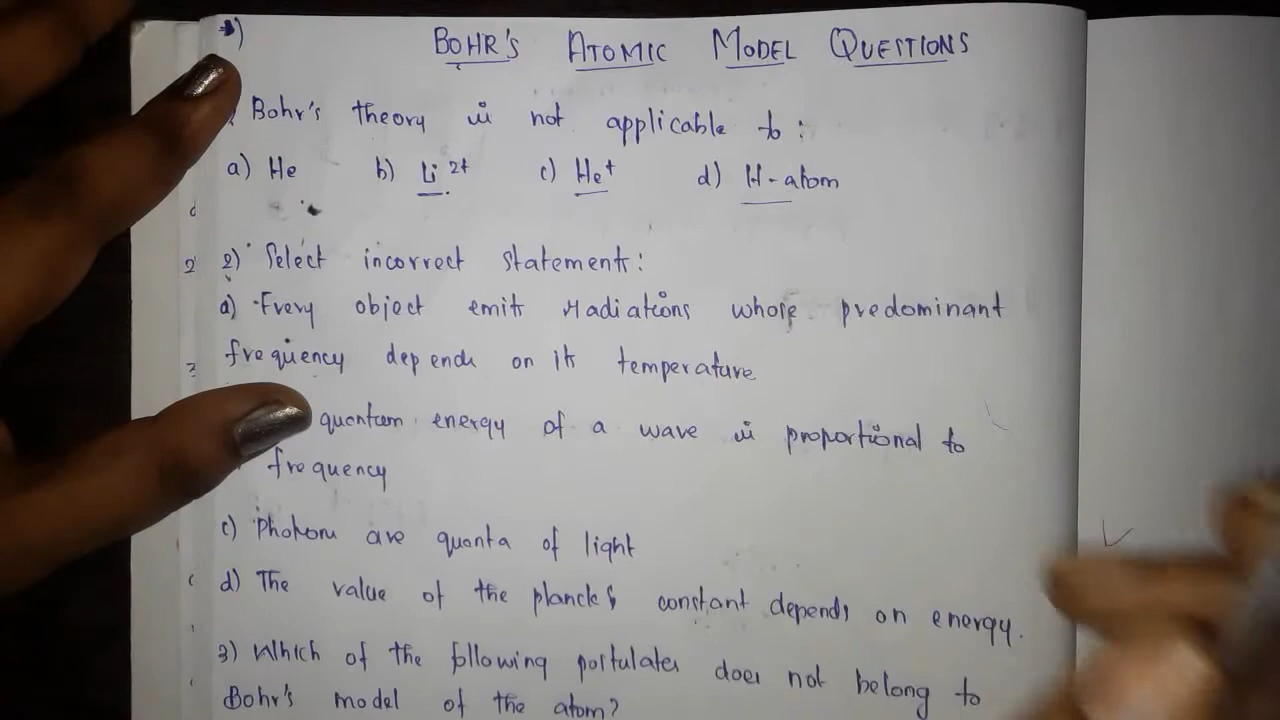 BOHR'S ATOMIC MODEL QUESTIONS
Bohr's theory is not applicable to :
a) He b) Li 2+ c) He+ d) H-atom
2) Select incorrect statements:
a) Every object emits radiations whose predominant
frequency depends on its temperature
quantum energy of a wave is proportional to
frequency
c) Photons are quanta of light
d) The value of the planck's constant depends on energy.
3) Which of the following postulates does not belong to
Bohr's model of the atom?